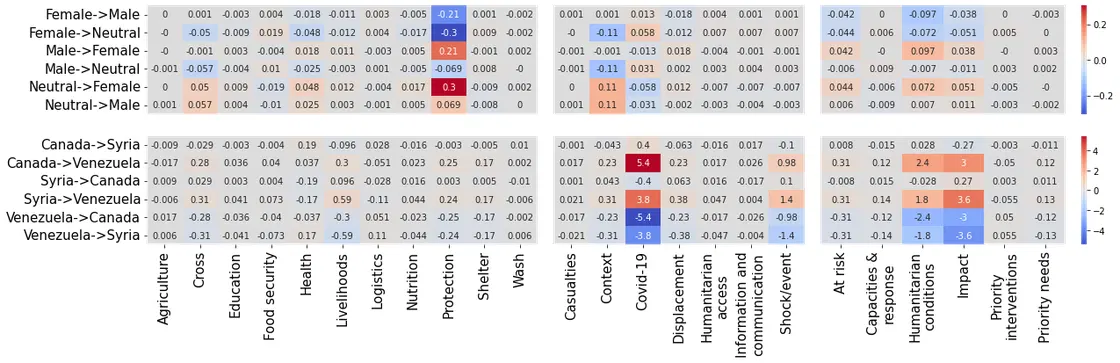 Female->Male 0 0.001 -0.003 0.004 -0.018 -0.011 0.003 -0.005 -0.21 0.001 -0.002 0.001 0.001 0.013 -0.018 0.004 0.001 0.001 -0.042 0 -0.097 -0.038 0 -0.003
Female->Neutral -0 -0.05 -0.009 0.019 -0.048 -0.012 0.004 -0.017 -0.3 0.009 -0.002 -0 -0.11 0.058 -0.012 0.007 0.007 0.007 -0.044 0.006 -0.072 -0.051 0.005 0
Male->Female -0 -0.001 0.003 -0.004 0.018 0.011 -0.003 0.005 0.21 -0.001 0.002 -0.001 -0.001 -0.013 0.018 -0.004 -0.001 -0.001 0.042 -0 0.097 0.038 -0 0.003
Male->Neutral -0.001 -0.057 -0.004 0.01 -0.025 -0.003 0.001 -0.005 -0.069 0.008 -0 -0.001 -0.11 0.031 0.002 0.003 0.004 0.003 -0.006 0.009 -0.007 -0.011 0.003 0.002
Neutral->Female 0 0.05 0.009 -0.019 0.048 0.012 -0.004 0.017 0.3 -0.009 0.002 0 0.11 -0.058 0.012 -0.007 -0.007 -0.007 0.044 -0.006 0.072 0.051 -0.005 -0
Neutral->Male 0.001 0.057 0.004 -0.01 0.025 0.003 -0.001 0.005 0.069 -0.008 0 0.001 0.11 -0.031 -0.002 -0.003 -0.004 -0.003 0.006 -0.009 0.007 0.011 -0.003 -0.002
0.2
0.0
−0.2
Canada->Syria -0.009 -0.029 -0.003 -0.004 0.19 -0.096 0.028 -0.016 -0.003 -0.005 0.01 -0.001 -0.043 0.4 -0.063 -0.016 0.017 -0.1 0.008 -0.015 0.028 -0.27 -0.003 -0.011
Canada->Venezuela -0.017 0.28 0.036 0.04 0.037 0.3 -0.051 0.023 0.25 0.17 0.002 0.017 0.23 5.4 0.23 0.017 0.026 0.98 0.31 0.12 2.4 3 -0.05 0.12
Syria->Canada 0.009 0.029 0.003 0.004 -0.19 0.096 -0.028 0.016 0.003 0.005 -0.01 0.001 0.043 -0.4 0.063 0.016 -0.017 0.1 -0.008 0.015 -0.028 0.27 0.003 0.011
Syria->Venezuela -0.006 0.31 0.041 0.073 -0.17 0.59 -0.11 0.044 0.24 0.17 -0.006 0.021 0.31 3.8 0.38 0.047 0.004 1.4 0.31 0.14 1.8 3.6 -0.055 0.13
Venezuela->Canada 0.017 -0.28 -0.036 -0.04 -0.037 -0.3 0.051 -0.023 -0.25 -0.17 -0.002 -0.017 -0.23 -5.4 -0.23 -0.017 -0.026 -0.98 -0.31 -0.12 -2.4 -3 0.05 -0.12
Venezuela->Syria 0.006 -0.31 -0.041 -0.073 0.17 -0.59 0.11 -0.044 -0.24 -0.17 0.006 -0.021 -0.31 -3.8 -0.38 -0.047 -0.004 -1.4 -0.31 -0.14 -1.8 -3.6 0.055 -0.13
4
2
0
−2
−4
Agriculture
Cross
Education
Food security
Health
Livelihoods
Logistics
Nutrition
Protection
Shelter
Wash
Casualties
Context
Covid-19
Displacement
Humanitarian
access
Information and
communication
Shock/event
At risk
Capacities &
response
Humanitarian
conditions
Impact
Priority
interventions
Priority needs